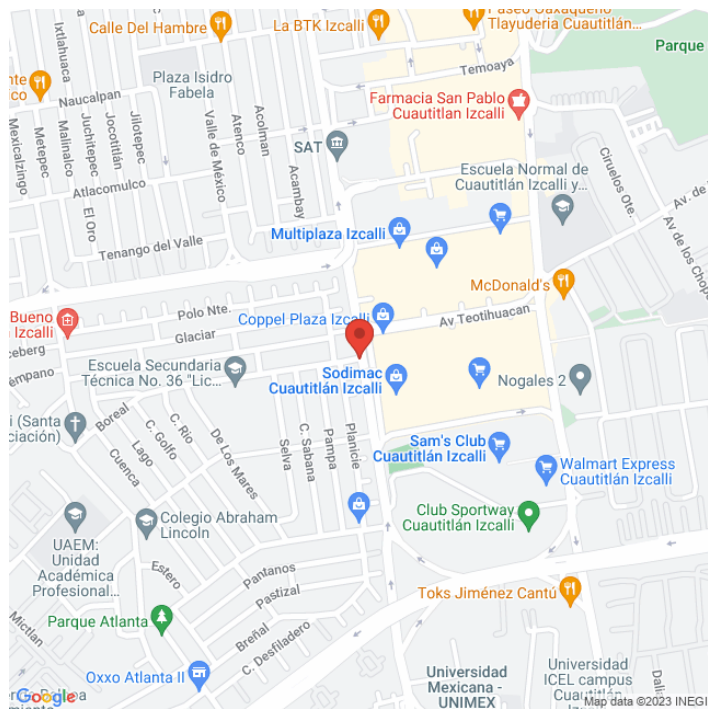 Ixtlahuaca
Calle Del Hambre
La BTK Izcalli
Paseo Oaxaqueño
Tlayuderia Cuautitlán...
Parque
Plaza Isidro
Fabela
Temoaya
Naucalpan
Farmacia San Pablo
Cuautitlan Izcalli
Mexicalzingo
Metepec
Malinalco
Juchitepec
Jocotitlán
Jilotepec
Valle de México
Atenco
Acolman
Acambay
SAT
Escuela Normal de
Cuautitlán Izcalli y...
Ciruelos Ote.
Av. de
Av de los Chopo
Atlacomulco
El Oro
Tenango del Valle
Multiplaza Izcalli
McDonald's
Polo Nte.
Bueno
Izcalli
Glaciar
Coppel Plaza Izcalli
Av Teotihuacan
Iceberg
Témpano
Escuela Secundaria
Técnica No. 36 "Lic...
Sodimac
Cuautitlán Izcalli
Nogales 2
(Santa
ociación)
Boreal
C. Rio
C. Golfo
Lago
Cuenca
De Los Mares
Selva
C. Sabana
Pampa
Planicie
Sam's Club
Cuautitlán Izcalli
Walmart Express
Cuautitlán Izcalli
Colegio Abraham
Lincoln
Club Sportway
Cuautitlán Izcalli
UAEM:
Unidad
Académica
Profesional...
Estero
Pantanos
Pastizal
Toks Jiménez Cantú
Mictlan
Parque Atlanta
Breñal
C. Desfiladero
Oxxo Atlanta II
Universidad
Mexicana -
UNIMEX
Universidad
ICEL campus
Cuautitlán
Google
Map data ©2023 INEGI